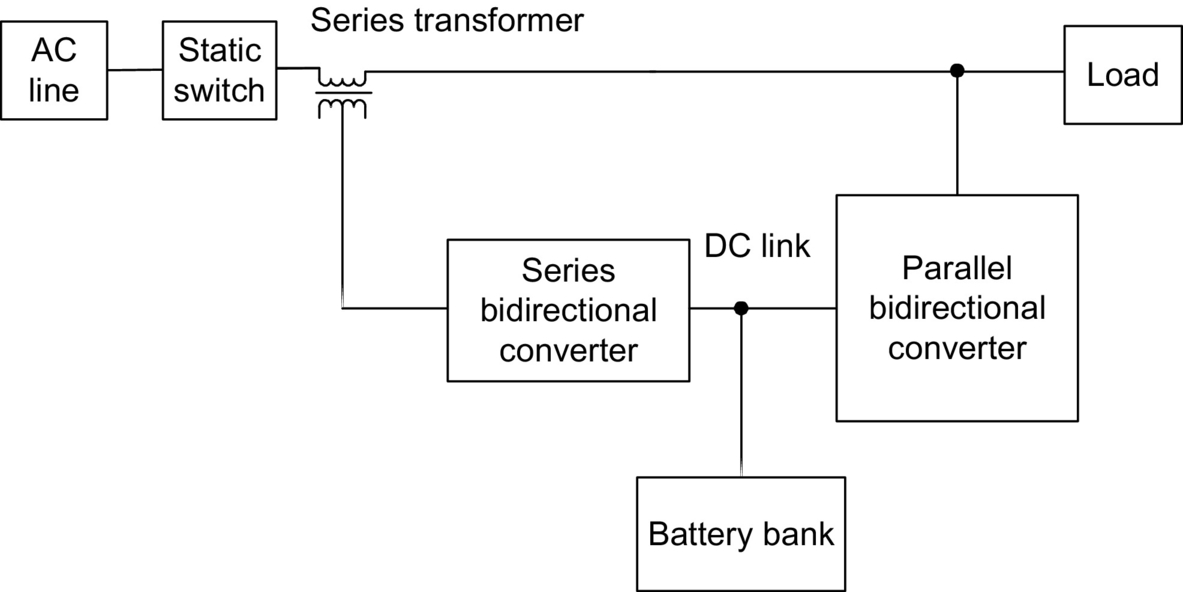 Series transformer
AC
line
Static
switch
Load
DC link
Series
bidirectional
converter
Parallel
bidirectional
converter
Battery bank